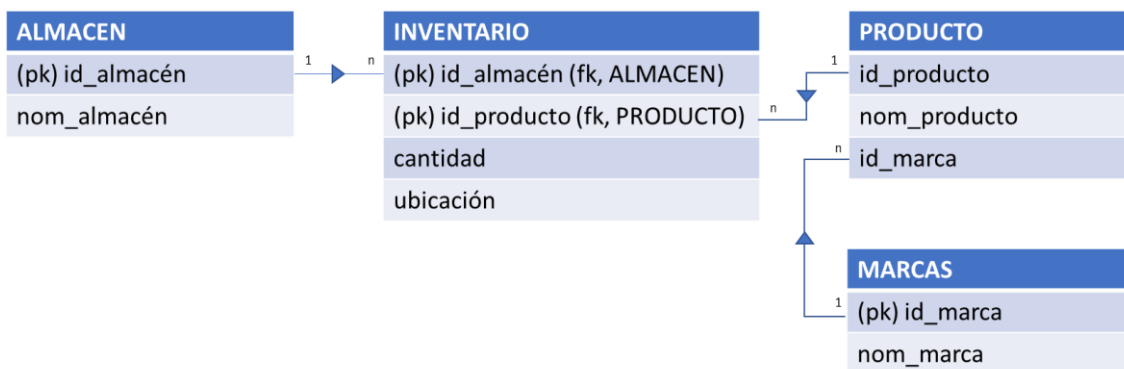 ALMACEN
(pk) id_almacén
nom_almacén
1
n
INVENTARIO
(pk) id_almacén (fk, ALMACEN)
(pk) id_producto (fk, PRODUCTO)
cantidad
ubicación
1
n
n
PRODUCTO
id_producto
nom_producto
id_marca
1
MARCAS
(pk) id_marca
nom_marca